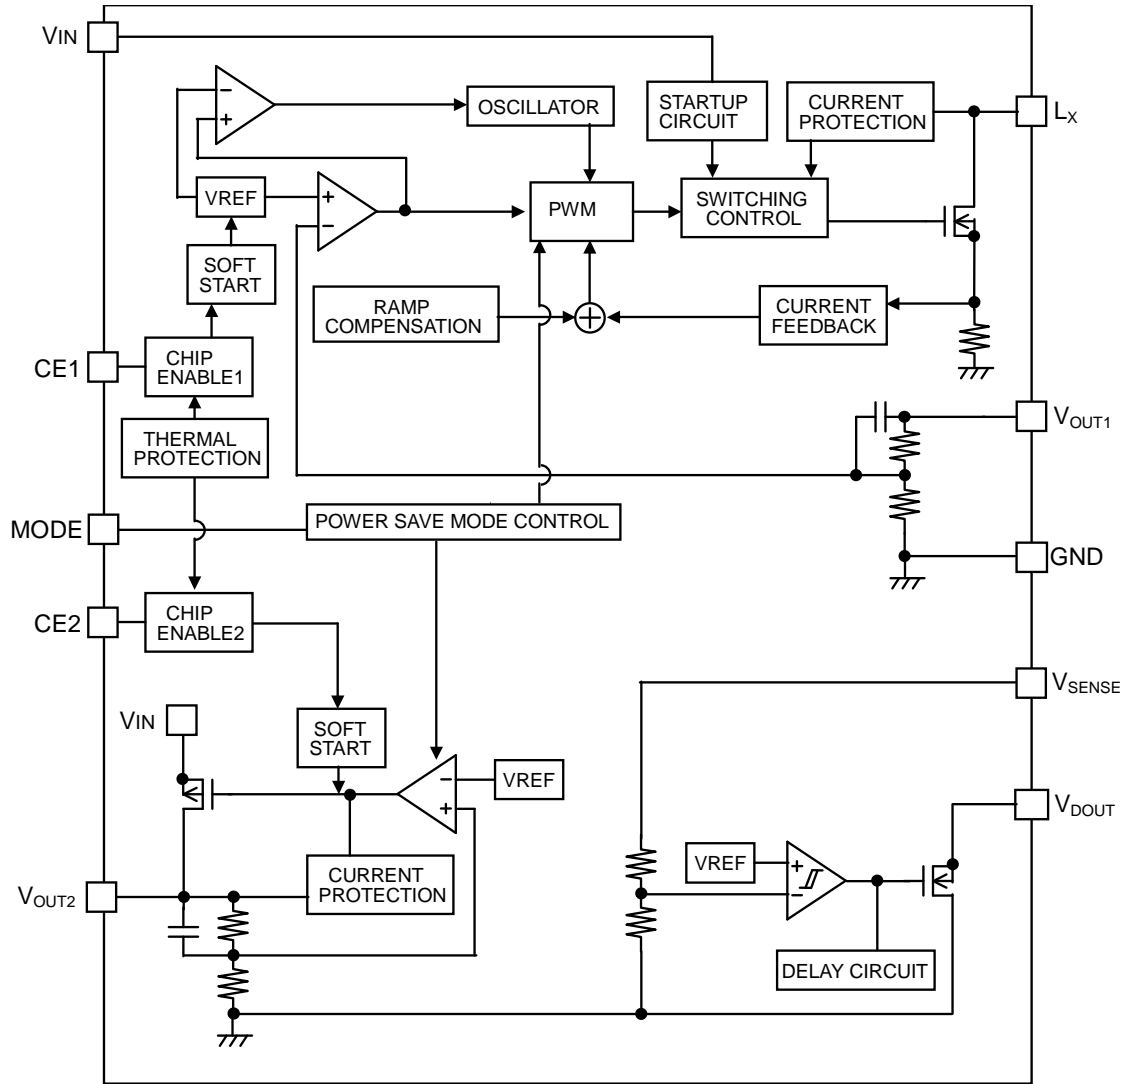 VIN
OSCILLATOR
STARTUP
CIRCUIT
CURRENT
PROTECTION
LX
-
+
VREF
+
-
PWM
SWITCHING
CONTROL
SOFT
START
RAMP
COMPENSATION
+
CURRENT
FEEDBACK
CE1
CHIP
ENABLE1
THERMAL
PROTECTION
VOUT1
MODE
POWER SAVE MODE CONTROL
GND
CE2
CHIP
ENABLE2
VSENSE
VIN
SOFT
START
-
+
VREF
VDOUT
VREF
+
-
VOUT2
CURRENT
PROTECTION
DELAY CIRCUIT